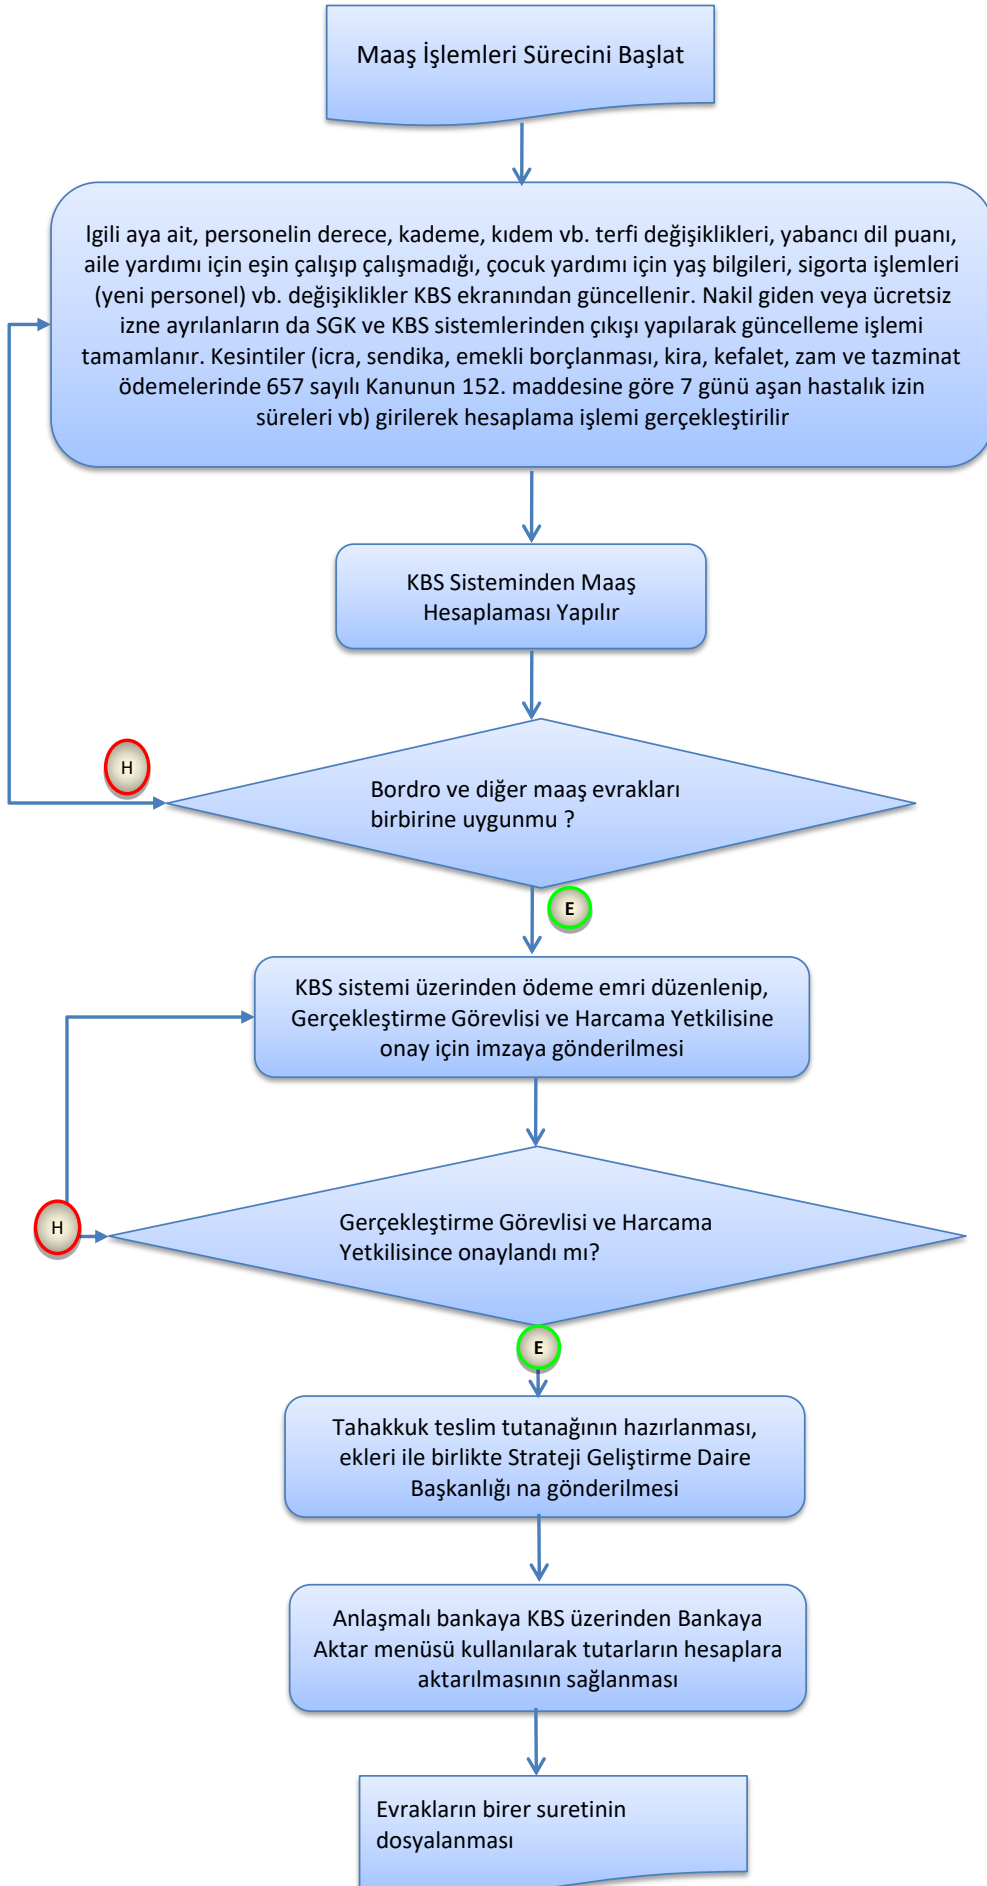 Maaş İşlemleri Sürecini Başlat
lgili aya ait, personelin derece, kademe, kıdem vb. terfi değişiklikleri, yabancı dil puanı,
aile yardımı için eşin çalışıp çalışmadığı, çocuk yardımı için yaş bilgileri, sigorta işlemleri
(yeni personel) vb. değişiklikler KBS ekranından güncellenir. Nakil giden veya ücretsiz
izne ayrılanların da SGK ve KBS sistemlerinden çıkışı yapılarak güncelleme işlemi
tamamlanır. Kesintiler (icra, sendika, emekli borçlanması, kira, kefalet, zam ve tazminat
ödemelerinde 657 sayılı Kanunun 152. maddesine göre 7 günü aşan hastalık izin
süreleri vb) girilerek hesaplama işlemi gerçekleştirilir
KBS Sisteminden Maaş
Hesaplaması Yapılır
H
Bordro ve diğer maaş evrakları
birbirine uygunmu ?
E
KBS sistemi üzerinden ödeme emri düzenlenip,
Gerçekleştirme Görevlisi ve Harcama Yetkilisine
onay için imzaya gönderilmesi
H
Gerçekleştirme Görevlisi ve Harcama
Yetkilisince onaylandı mı?
E
Tahakkuk teslim tutanağının hazırlanması,
ekleri ile birlikte Strateji Geliştirme Daire
Başkanlığı na gönderilmesi
Anlaşmalı bankaya KBS üzerinden Bankaya
Aktar menüsü kullanılarak tutarların hesaplara
aktarılmasının sağlanması
Evrakların birer suretinin
dosyalanması